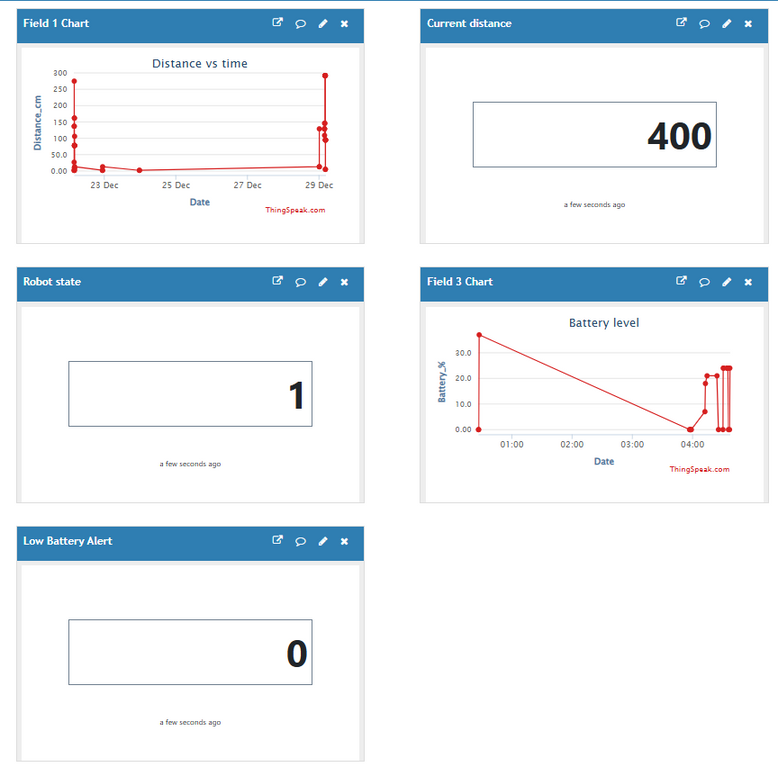 Field 1 Chart
Distance vs time
Distance_cm
300
250
200
150
100
50.0
0.00
23 Dec 25 Dec 27 Dec 29 Dec
Date
ThingSpeak.com
Current distance
400
a few seconds ago
Robot state
1
a few seconds ago
Field 3 Chart
Battery level
Battery_%
30.0
20.0
10.0
0.00
01:00 02:00 03:00 04:00
Date
ThingSpeak.com
Low Battery Alert
0
a few seconds ago